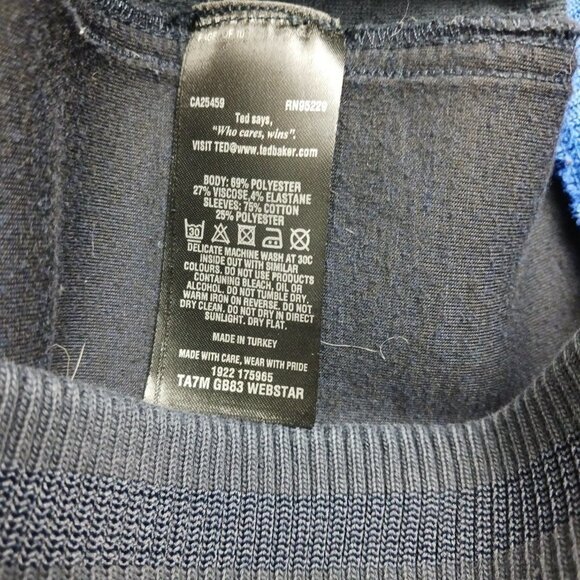 CA25459 RN95229
Ted says,
"Who cares, wins".
VISIT TED@www.tedbaker.com
BODY: 69% POLYESTER
27% VISCOSE,4% ELASTANE
SLEEVES: 75% COTTON
25% POLYESTER
30
DELICATE MACHINE WASH AT 30C
INSIDE OUT WITH SIMILAR
COLOURS. DO NOT USE PRODUCTS
CONTAINING BLEACH, OIL OR
ALCOHOL. DO NOT TUMBLE DRY.
WARM IRON ON REVERSE. DO NOT
DRY CLEAN. DO NOT DRY IN DIRECT
SUNLIGHT. DRY FLAT.
MADE IN TURKEY
MADE WITH CARE, WEAR WITH PRIDE
1922 175965
TA7M GB83 WEBSTAR